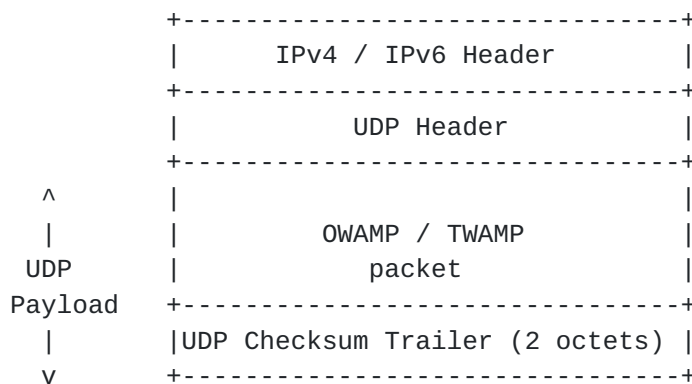 +--------------------------------+
| IPv4 / IPv6 Header |
+--------------------------------+
| UDP Header |
+--------------------------------+
^ | |
| | OWAMP / TWAMP |
UDP | packet |
Payload +--------------------------------+
| |UDP Checksum Trailer (2 octets) |
v +--------------------------------+